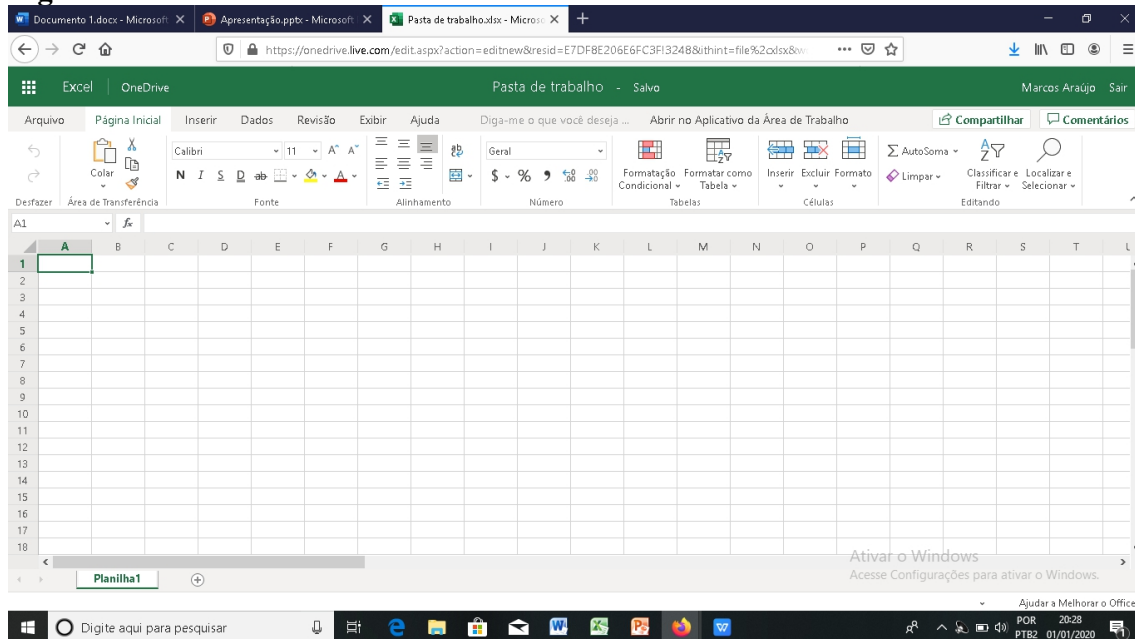 Documento 1.docx - Microsoft Apresentação.pptx - Microsoft Pasta de trabalho.xlsx - Microso
https://onedrive.live.com/edit.aspx?action=editnew&resid=E7DF8E206E6FC3F!3248&ithint=file%2cxlsx&w
Excel OneDrive Pasta de trabalho - Salvo Marcos Araújo Sair
Arquivo Página Inicial Inserir Dados Revisão Exibir Ajuda Diga-me o que você deseja ... Abrir no Aplicativo da Área de Trabalho Compartilhar Comentários
Colar Calibri 11 A A ab Geral Formatação Condicional Formatar como Tabela Inserir Excluir Formato AutoSoma Classificar e Filtrar Localizar e Selecionar
N I S D ab A $ % Limpar
Desfazer Área de Transferência Fonte Alinhamento Número Tabelas Células Editando
A1 fx
A B C D E F G H I J K L M N O P Q R S T
1
2
3
4
5
6
7
8
9
10
11
12
13
14
15
16
17
18
Ativar o Windows
Acesse Configurações para ativar o Windows.
Planilha1
Ajudar a Melhorar o Office
Digite aqui para pesquisar POR 20:28
PTB2 01/01/2020